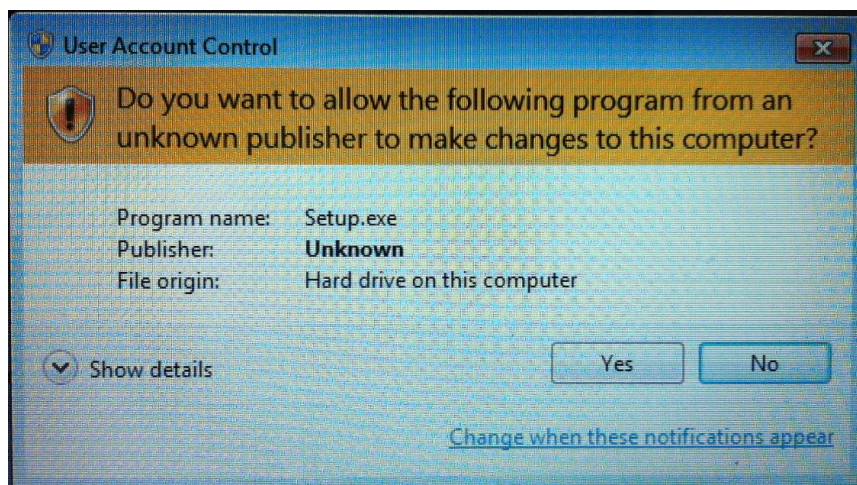 User Account Control
Do you want to allow the following program from an
unknown publisher to make changes to this computer?
Program name: Setup.exe
Publisher: Unknown
File origin: Hard drive on this computer
Show details
Yes No
Change when these notifications appear